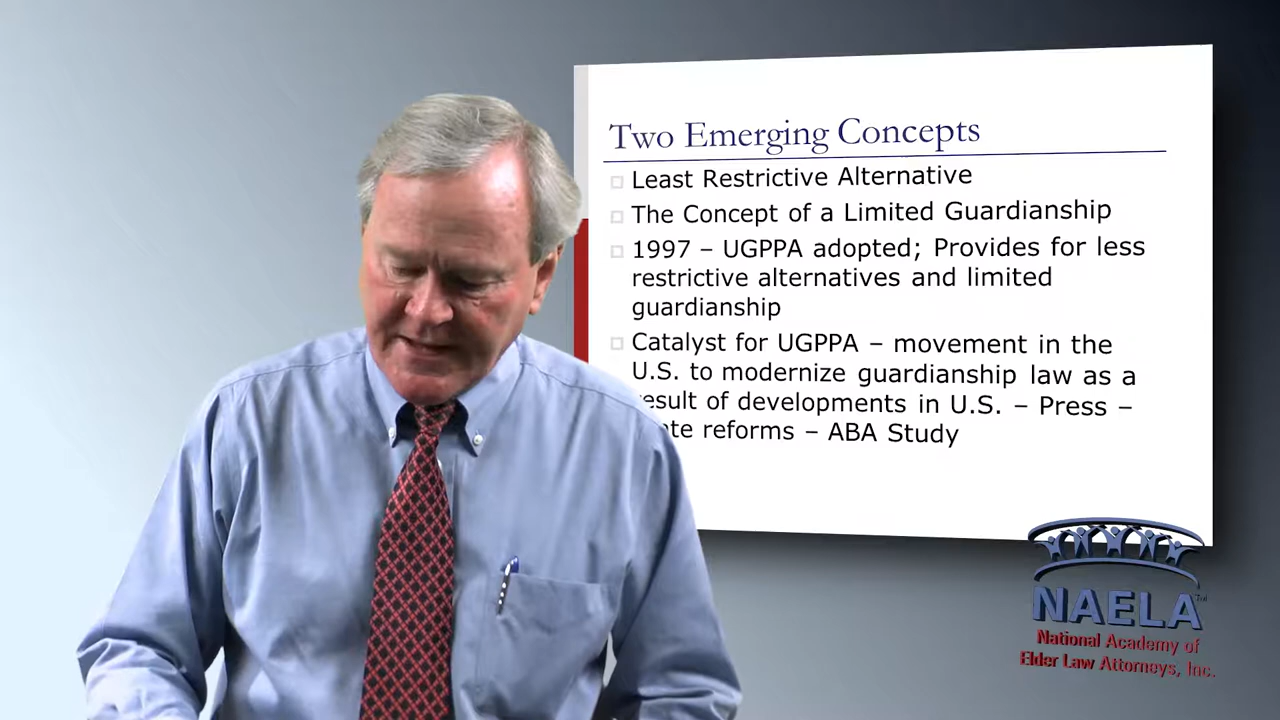 Two Emerging Concepts
Least Restrictive Alternative
The Concept of a Limited Guardianship
1997 – UGPPA adopted; Provides for less
restrictive alternatives and limited
guardianship
Catalyst for UGPPA – movement in the
U.S. to modernize guardianship law as a
result of developments in U.S. – Press –
reforms – ABA Study
NAELA
National Academy of
Elder Law Attorneys, Inc.